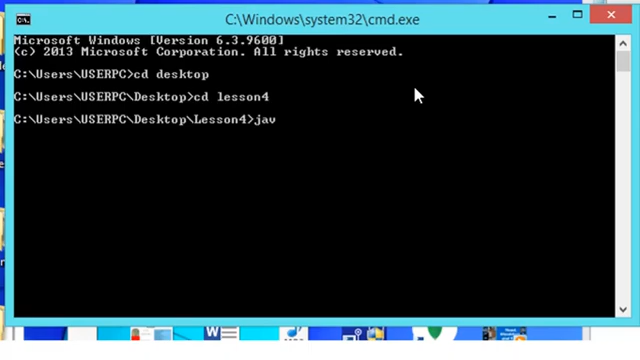 C:\Windows\system32\cmd.exe
Microsoft Windows [Version 6.3.9600]
(c) 2013 Microsoft Corporation. All rights reserved.
C:\Users\USERPC>cd desktop
C:\Users\USERPC\Desktop>cd lesson4
C:\Users\USERPC\Desktop\Lesson4>jav